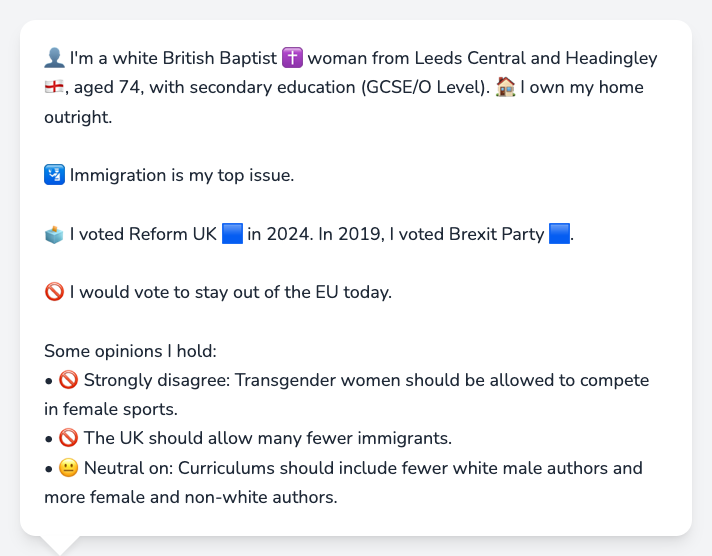 👤 I'm a white British Baptist ✝️ woman from Leeds Central and Headingley
🏴󠁧󠁢󠁥󠁮󠁧󠁿, aged 74, with secondary education (GCSE/O Level). 🏠 I own my home
outright.
🛂 Immigration is my top issue.
🗳️ I voted Reform UK 🟦 in 2024. In 2019, I voted Brexit Party 🟦.
🚫 I would vote to stay out of the EU today.
Some opinions I hold:
• 🚫 Strongly disagree: Transgender women should be allowed to compete
in female sports.
• 🚫 The UK should allow many fewer immigrants.
• 😐 Neutral on: Curriculums should include fewer white male authors and
more female and non-white authors.